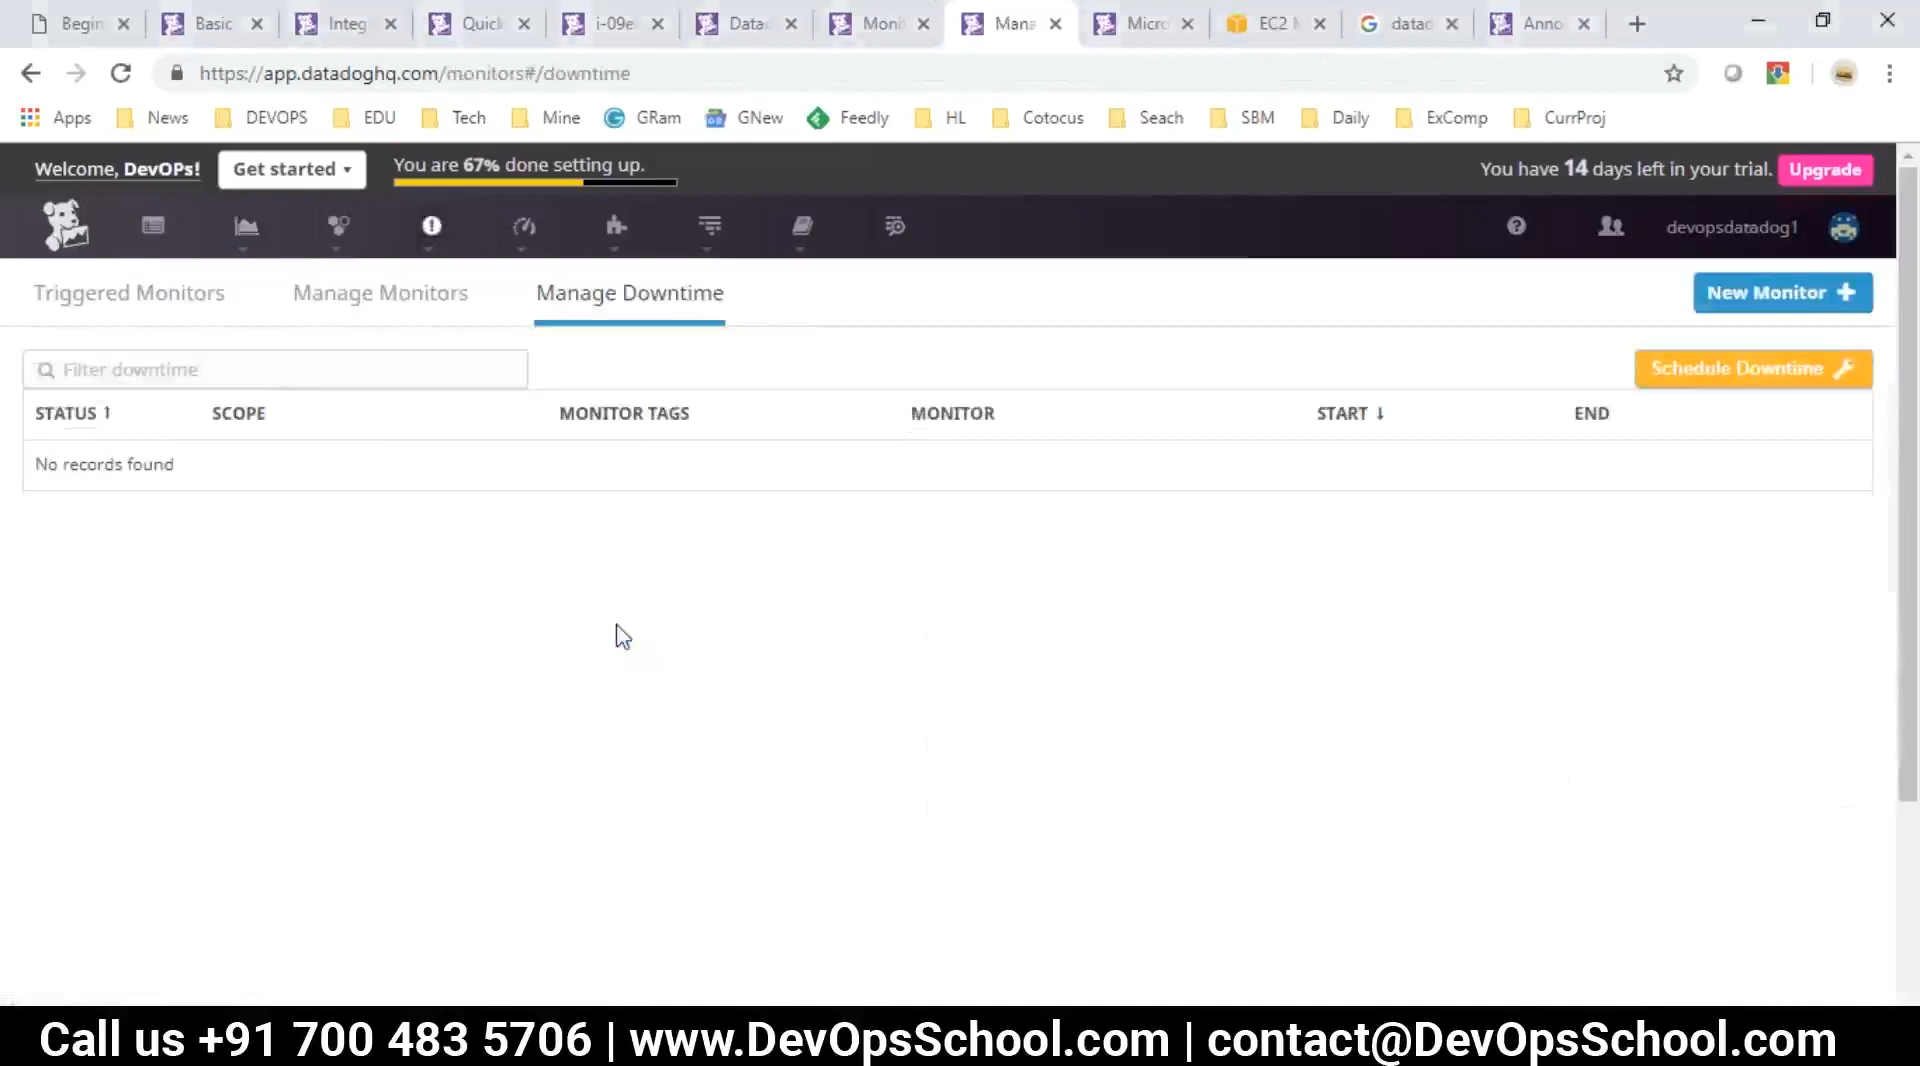 Begin
Basic
Integ
Quick
i-09e
Datad
Moni
Mana
Micro
EC2
datad
Anno
https://app.datadoghq.com/monitors#/downtime
Apps News DEVOPS EDU Tech Mine GRam GNew Feedly HL Cotocus Seach SBM Daily ExComp CurrProj
Welcome, DevOPs! Get started You are 67% done setting up. You have 14 days left in your trial. Upgrade
devopsdatadog1
Triggered Monitors Manage Monitors Manage Downtime New Monitor +
Filter downtime Schedule Downtime
STATUS SCOPE MONITOR TAGS MONITOR START END
No records found
Call us +91 700 483 5706 | www.DevOpsSchool.com | contact@DevOpsSchool.com